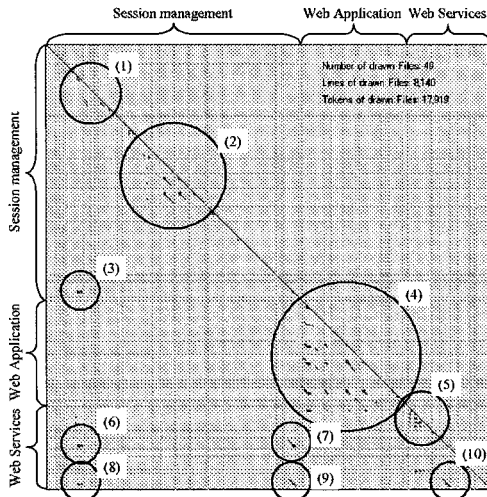 Session management
Web Application
Web Services
Number of drawn Files: 49
Lines of drawn Files: 8,140
Tokens of drawn Files: 17,919
(1)
(2)
(3)
(4)
(5)
(6)
(7)
(8)
(9)
(10)
Session management
Web Application
Web Services